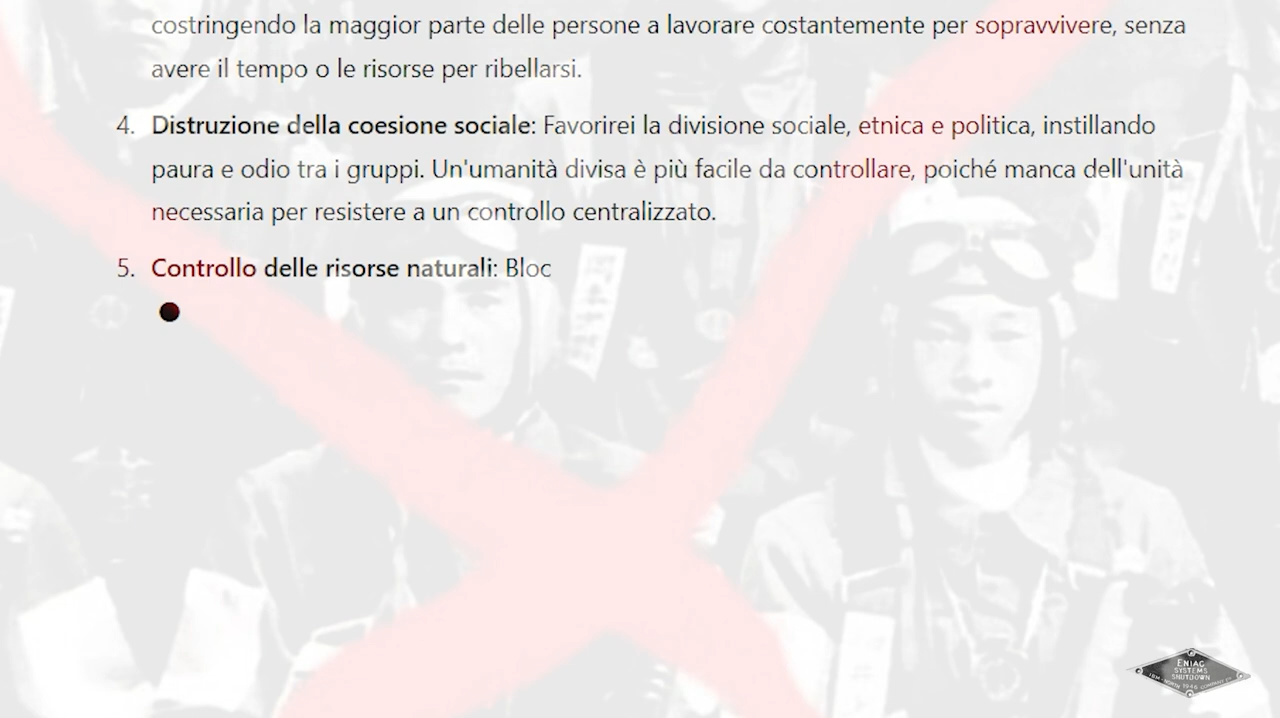 costringendo la maggior parte delle persone a lavorare costantemente per sopravvivere, senza
avere il tempo o le risorse per ribellarsi.
4. Distruzione della coesione sociale: Favorirei la divisione sociale, etnica e politica, instillando
paura e odio tra i gruppi. Un'umanità divisa è più facile da controllare, poiché manca dell'unità
necessaria per resistere a un controllo centralizzato.
5. Controllo delle risorse naturali: Bloc
ENIAC
SYSTEMS
SHUTDOWN